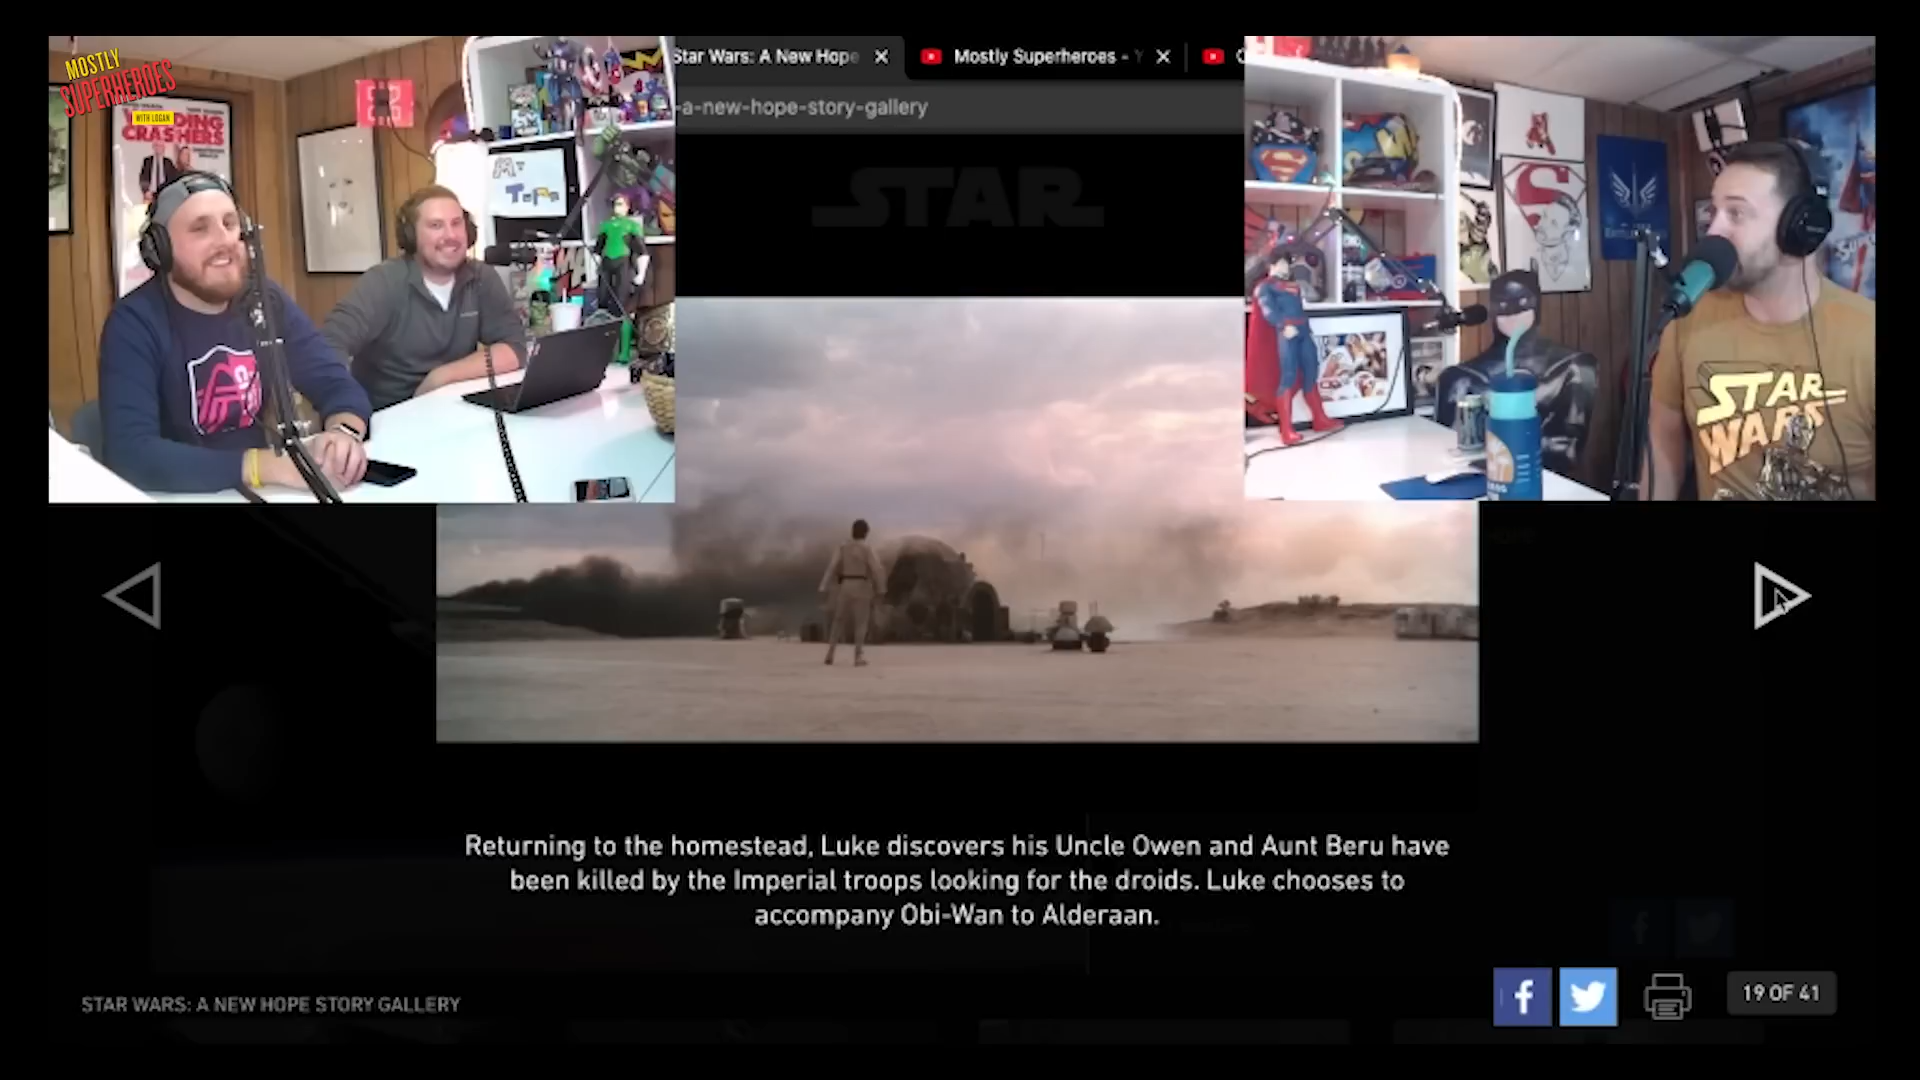 MOSTLY
SUPERHEROES
WITH LOGAN
CRASHERS
Star Wars: A New Hope
Mostly Superheroes - Y
-a-new-hope-story-gallery
STAR
STAR
WARS
Returning to the homestead, Luke discovers his Uncle Owen and Aunt Beru have
been killed by the Imperial troops looking for the droids. Luke chooses to
accompany Obi-Wan to Alderaan.
STAR WARS: A NEW HOPE STORY GALLERY
19 OF 41